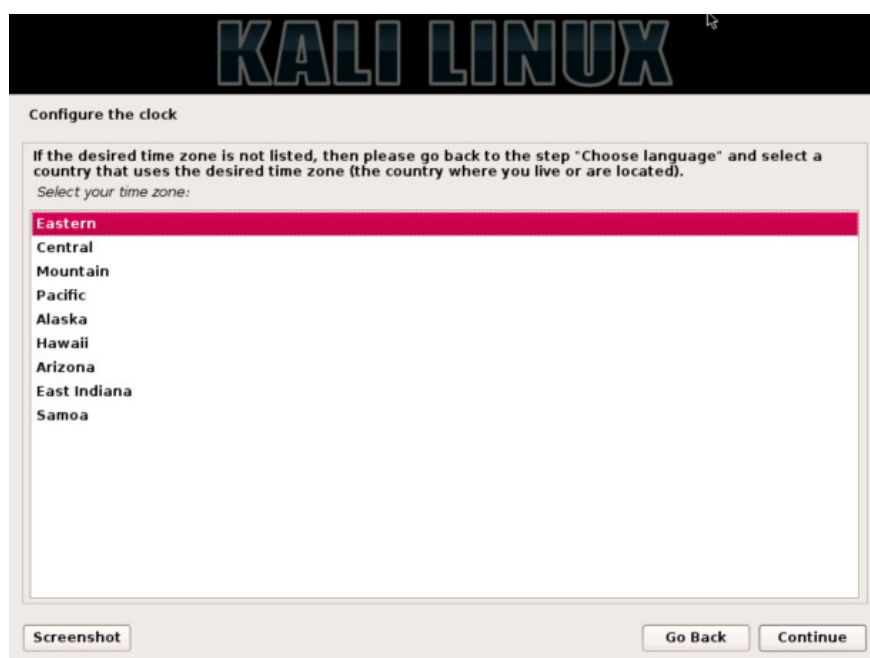 KALI LINUX
Configure the clock
If the desired time zone is not listed, then please go back to the step "Choose language" and select a
country that uses the desired time zone (the country where you live or are located).
Select your time zone:
Eastern
Central
Mountain
Pacific
Alaska
Hawaii
Arizona
East Indiana
Samoa
Screenshot
Go Back
Continue